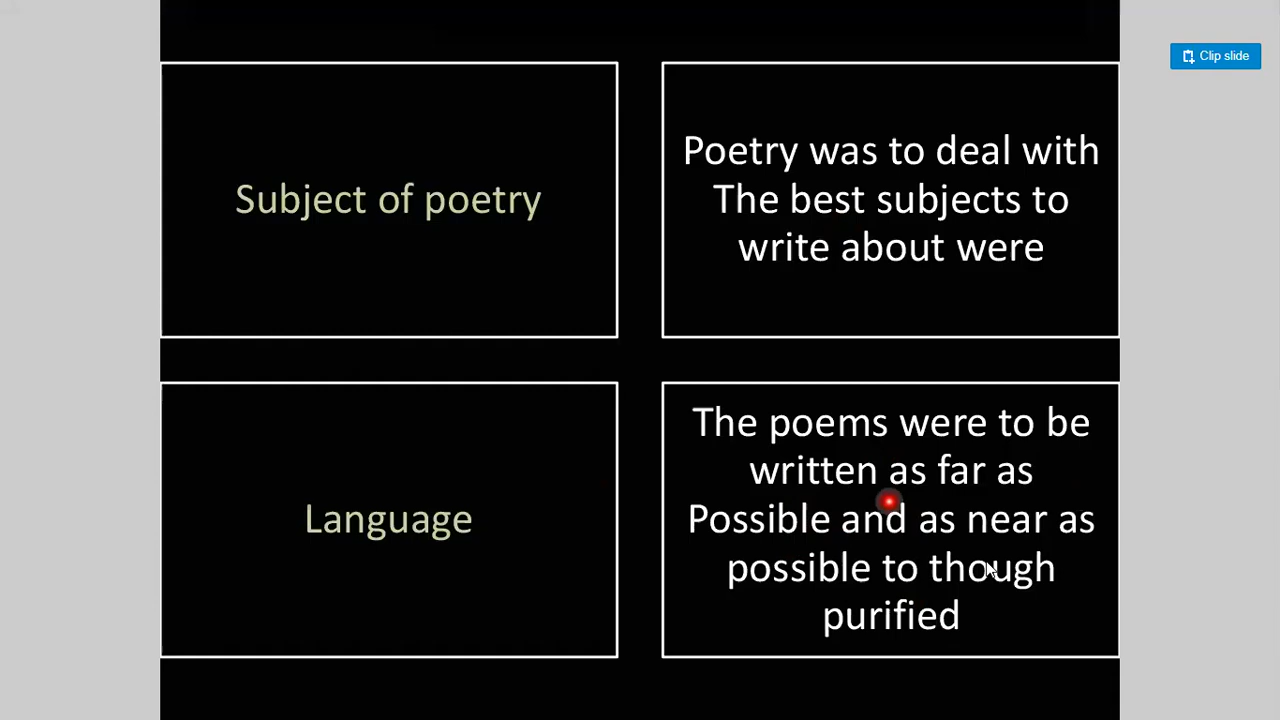 Clip slide
Subject of poetry
Poetry was to deal with
The best subjects to
write about were
Language
The poems were to be
written as far as
Possible and as near as
possible to though
purified